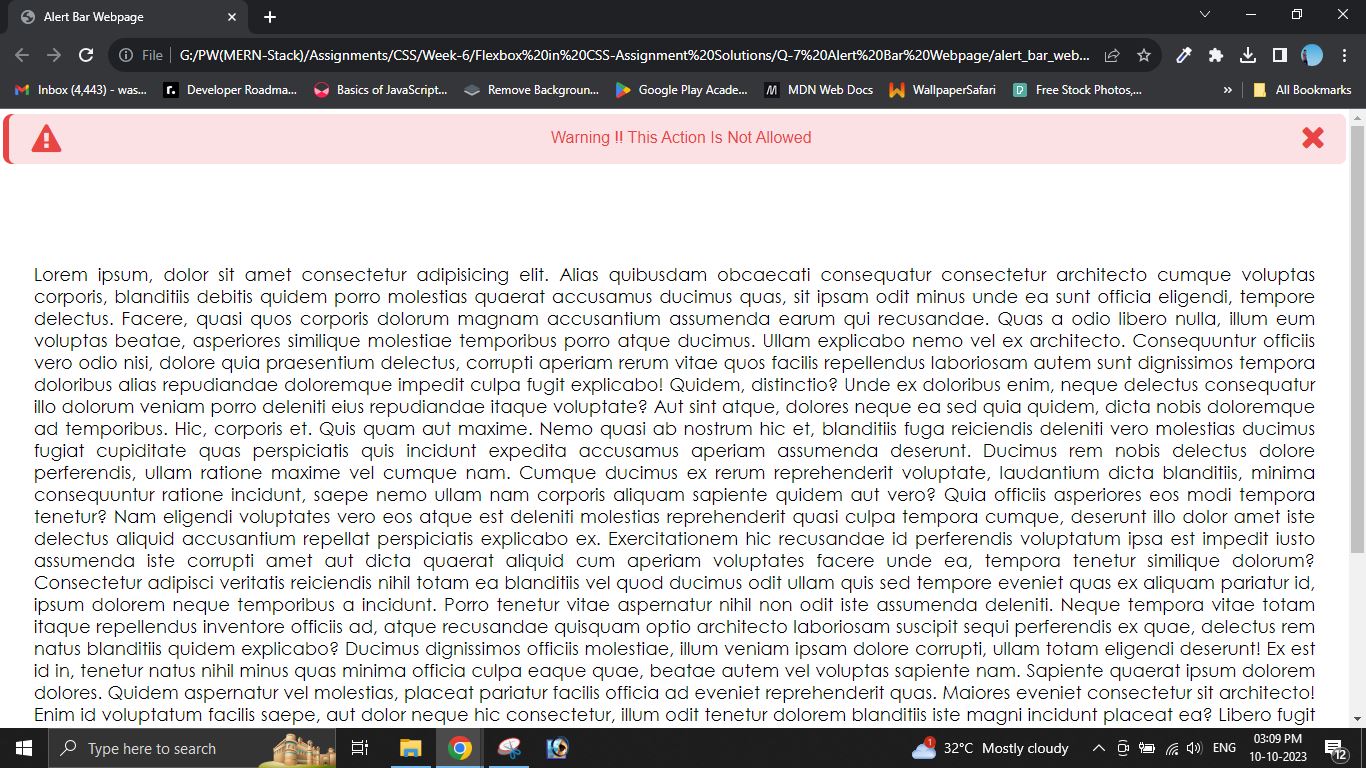 Alert Bar Webpage
File
G:/PW(MERN-Stack)/Assignments/CSS/Week-6/Flexbox%20in%20CSS-Assignment%20Solutions/Q-7%20Alert%20Bar%20Webpage/alert_bar_web...
Inbox (4,443) - was...
Developer Roadma...
Basics of JavaScript...
Remove Backgroun...
Google Play Acade...
MDN Web Docs
WallpaperSafari
Free Stock Photos,...
»
All Bookmarks
Warning !! This Action Is Not Allowed
Lorem ipsum, dolor sit amet consectetur adipisicing elit. Alias quibusdam obcaecati consequatur consectetur architecto cumque voluptas
corporis, blanditiis debitis quidem porro molestias quaerat accusamus ducimus quas, sit ipsam odit minus unde ea sunt officia eligendi, tempore
delectus. Facere, quasi quos corporis dolorum magnam accusantium assumenda earum qui recusandae. Quas a odio libero nulla, illum eum
voluptas beatae, asperiores similique molestiae temporibus porro atque ducimus. Ullam explicabo nemo vel ex architecto. Consequuntur officiis
vero odio nisi, dolore quia praesentium delectus, corrupti aperiam rerum vitae quos facilis repellendus laboriosam autem sunt dignissimos tempora
doloribus alias repudiandae doloremque impedit culpa fugit explicabo! Quidem, distinctio? Unde ex doloribus enim, neque delectus consequatur
illo dolorum veniam porro deleniti eius repudiandae itaque voluptate? Aut sint atque, dolores neque ea sed quia quidem, dicta nobis doloremque
ad temporibus. Hic, corporis et. Quis quam aut maxime. Nemo quasi ab nostrum hic et, blanditiis fuga reiciendis deleniti vero molestias ducimus
fugiat cupiditate quas perspiciatis quis incidunt expedita accusamus aperiam assumenda deserunt. Ducimus rem nobis delectus dolore
perferendis, ullam ratione maxime vel cumque nam. Cumque ducimus ex rerum reprehenderit voluptate, laudantium dicta blanditiis, minima
consequuntur ratione incidunt, saepe nemo ullam nam corporis aliquam sapiente quidem aut vero? Quia officiis asperiores eos modi tempora
tenetur? Nam eligendi voluptates vero eos atque est deleniti molestias reprehenderit quasi culpa tempora cumque, deserunt illo dolor amet iste
delectus aliquid accusantium repellat perspiciatis explicabo ex. Exercitationem hic recusandae id perferendis voluptatum ipsa est impedit iusto
assumenda iste corrupti amet aut dicta quaerat aliquid cum aperiam voluptates facere unde ea, tempora tenetur similique dolorum?
Consectetur adipisci veritatis reiciendis nihil totam ea blanditiis vel quod ducimus odit ullam quis sed tempore eveniet quas ex aliquam pariatur id,
ipsum dolorem neque temporibus a incidunt. Porro tenetur vitae aspernatur nihil non odit iste assumenda deleniti. Neque tempora vitae totam
itaque repellendus inventore officiis ad, atque recusandae quisquam optio architecto laboriosam suscipit sequi perferendis ex quae, delectus rem
natus blanditiis quidem explicabo? Ducimus dignissimos officiis molestiae, illum veniam ipsam dolore corrupti, ullam totam eligendi deserunt! Ex est
id in, tenetur natus nihil minus quas minima officia culpa eaque quae, beatae autem vel voluptas sapiente nam. Sapiente quaerat ipsum dolorem
dolores. Quidem aspernatur vel molestias, placeat pariatur facilis officia ad eveniet reprehenderit quas. Maiores eveniet consectetur sit architecto!
Enim id voluptatum facilis saepe, aut dolor neque hic consectetur, illum odit tenetur dolorem blanditiis iste magni incidunt placeat ea? Libero fugit
Type here to search
1
32°C Mostly cloudy
ENG
03:09 PM
10-10-2023
12